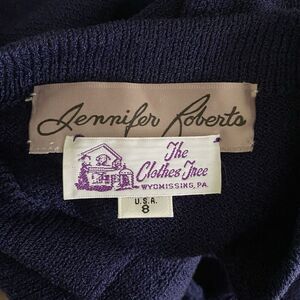 Jennifer Roberts
The
Clothes Tree
WYOMISSING, PA.
U.S.A.
8